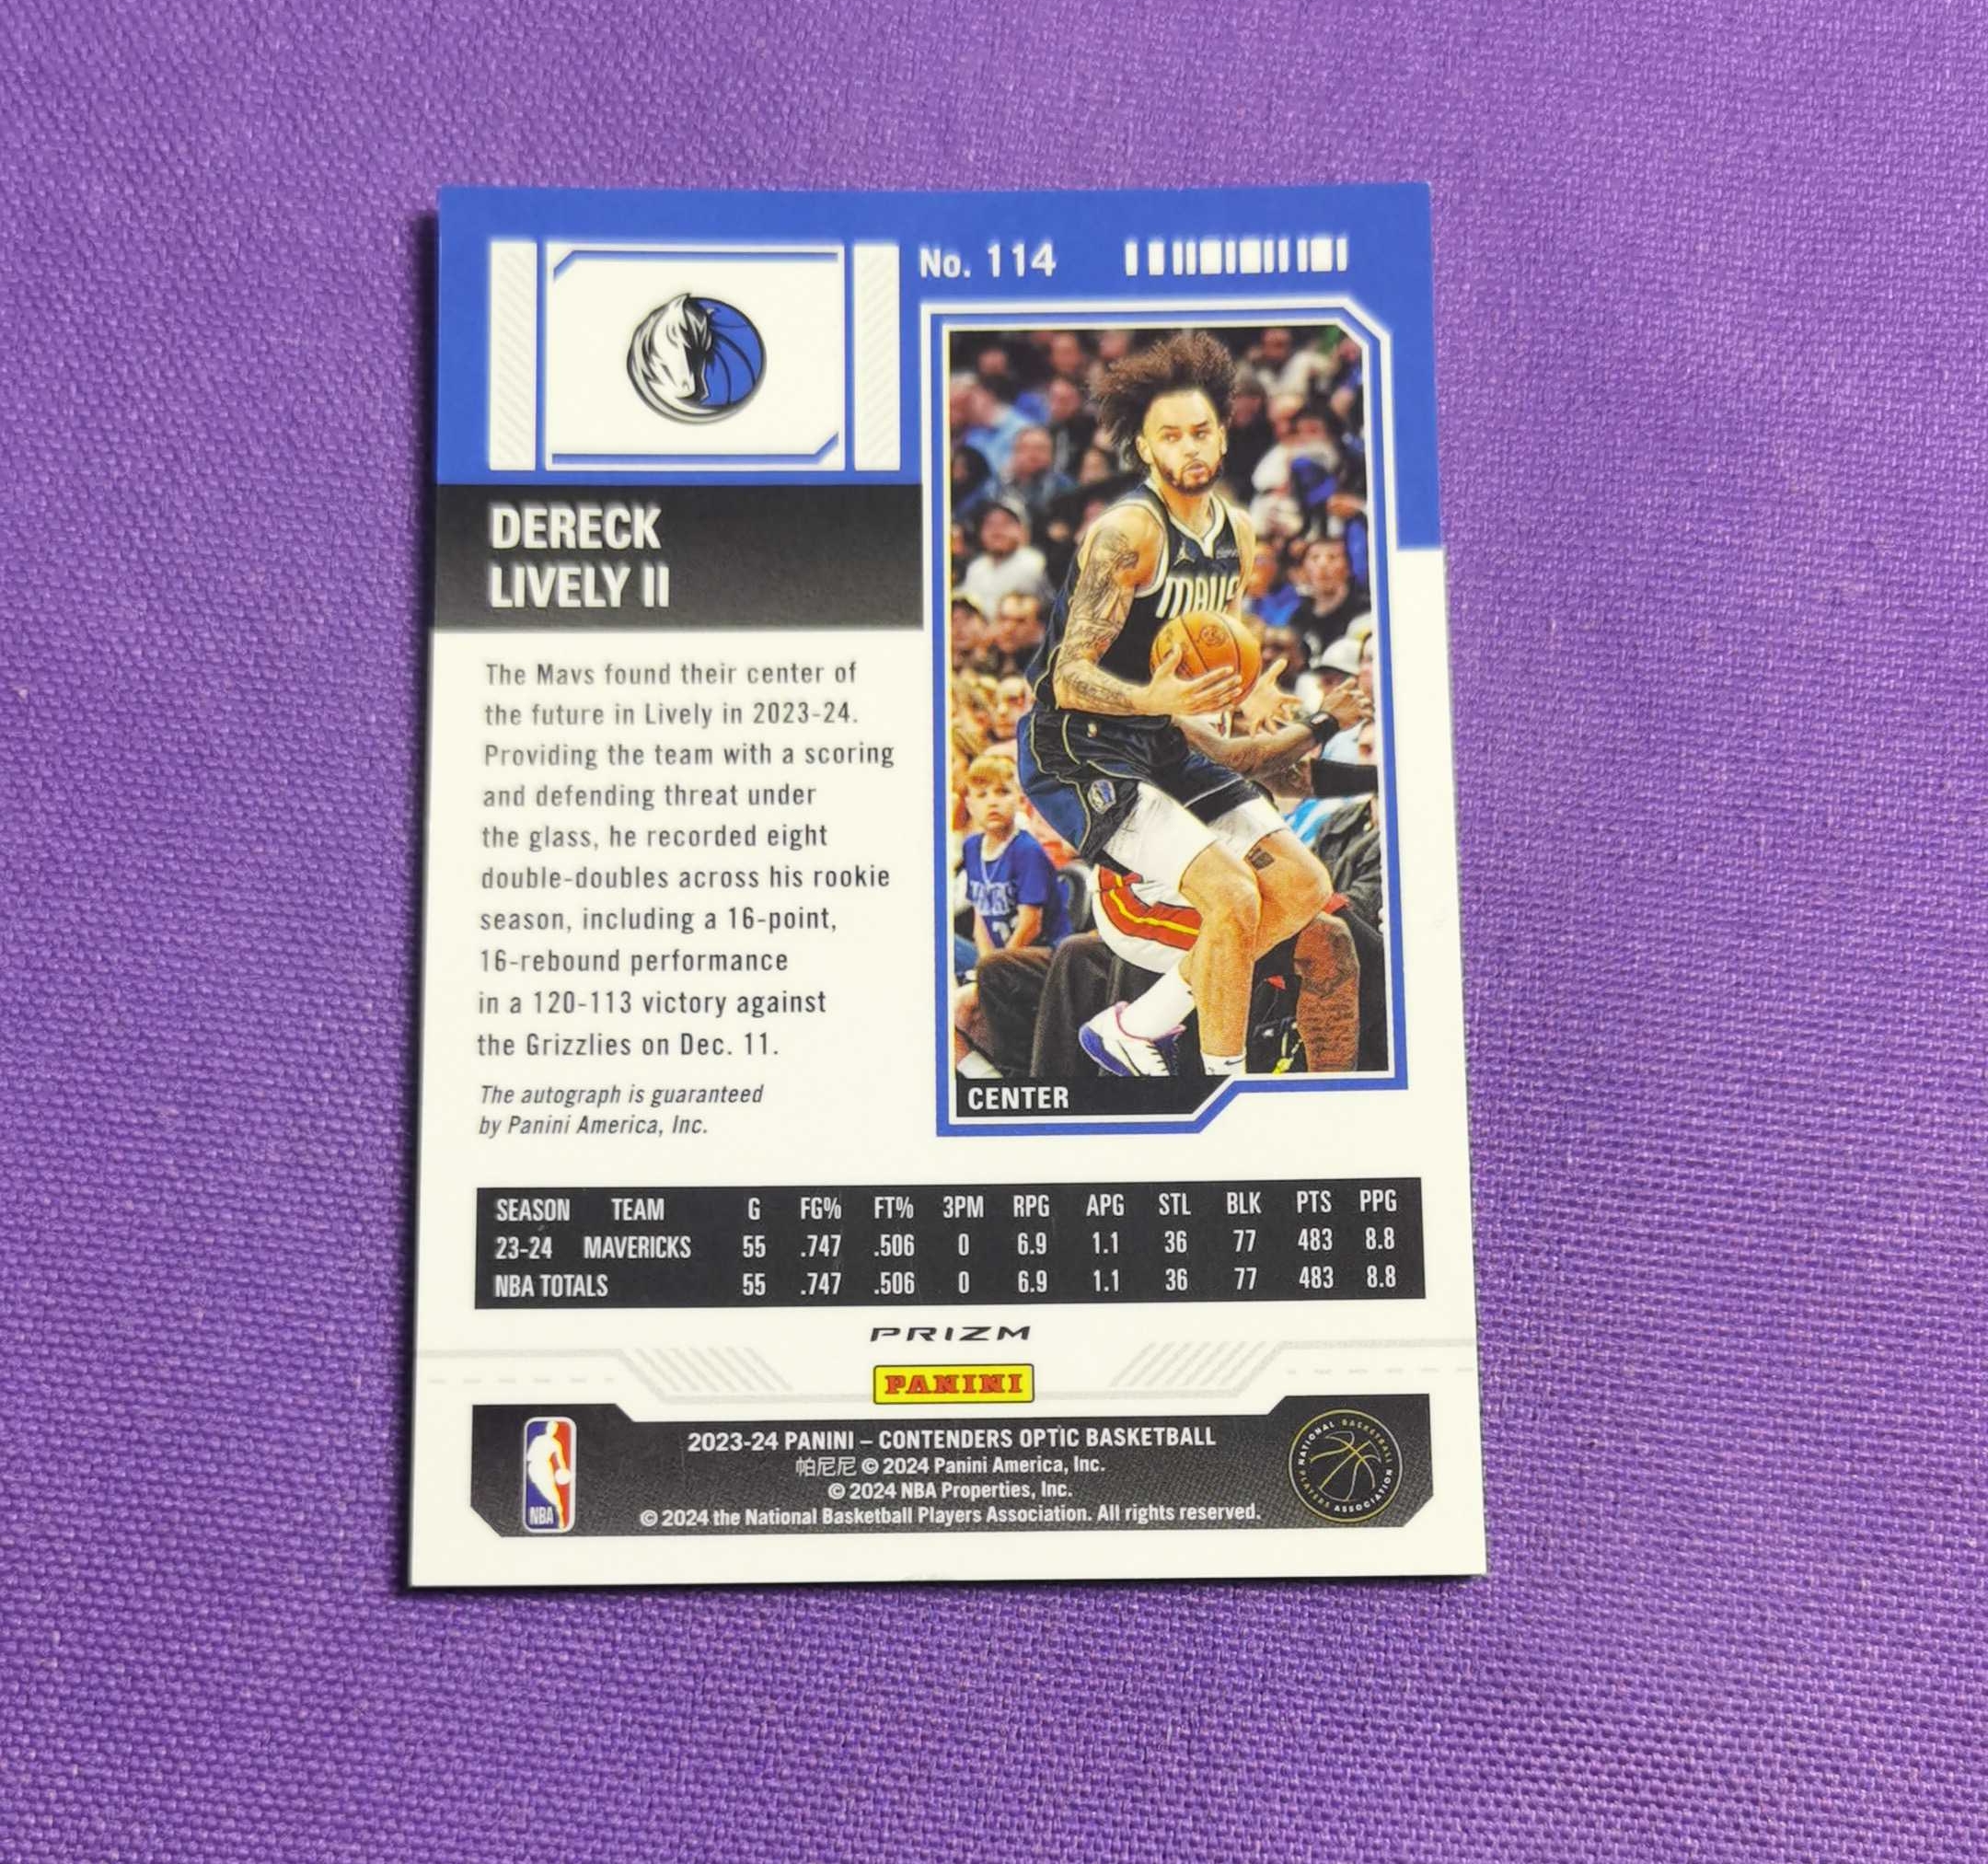 No. 114
DERECK
LIVELY II
The Mavs found their center of
the future in Lively in 2023-24.
Providing the team with a scoring
and defending threat under
the glass, he recorded eight
double-doubles across his rookie
season, including a 16-point,
16-rebound performance
in a 120-113 victory against
the Grizzlies on Dec. 11.
The autograph is guaranteed
by Panini America, Inc.
MAVS
CENTER
SEASON TEAM G FG% FT% 3PM RPG APG STL BLK PTS PPG
23-24 MAVERICKS 55 .747 .506 0 6.9 1.1 36 77 483 8.8
NBA TOTALS 55 .747 .506 0 6.9 1.1 36 77 483 8.8
PRIZM
PANINI
2023-24 PANINI – CONTENDERS OPTIC BASKETBALL
帕尼尼 © 2024 Panini America, Inc.
© 2024 NBA Properties, Inc.
© 2024 the National Basketball Players Association. All rights reserved.
NBA
NATIONAL BASKETBALL PLAYERS ASSOCIATION